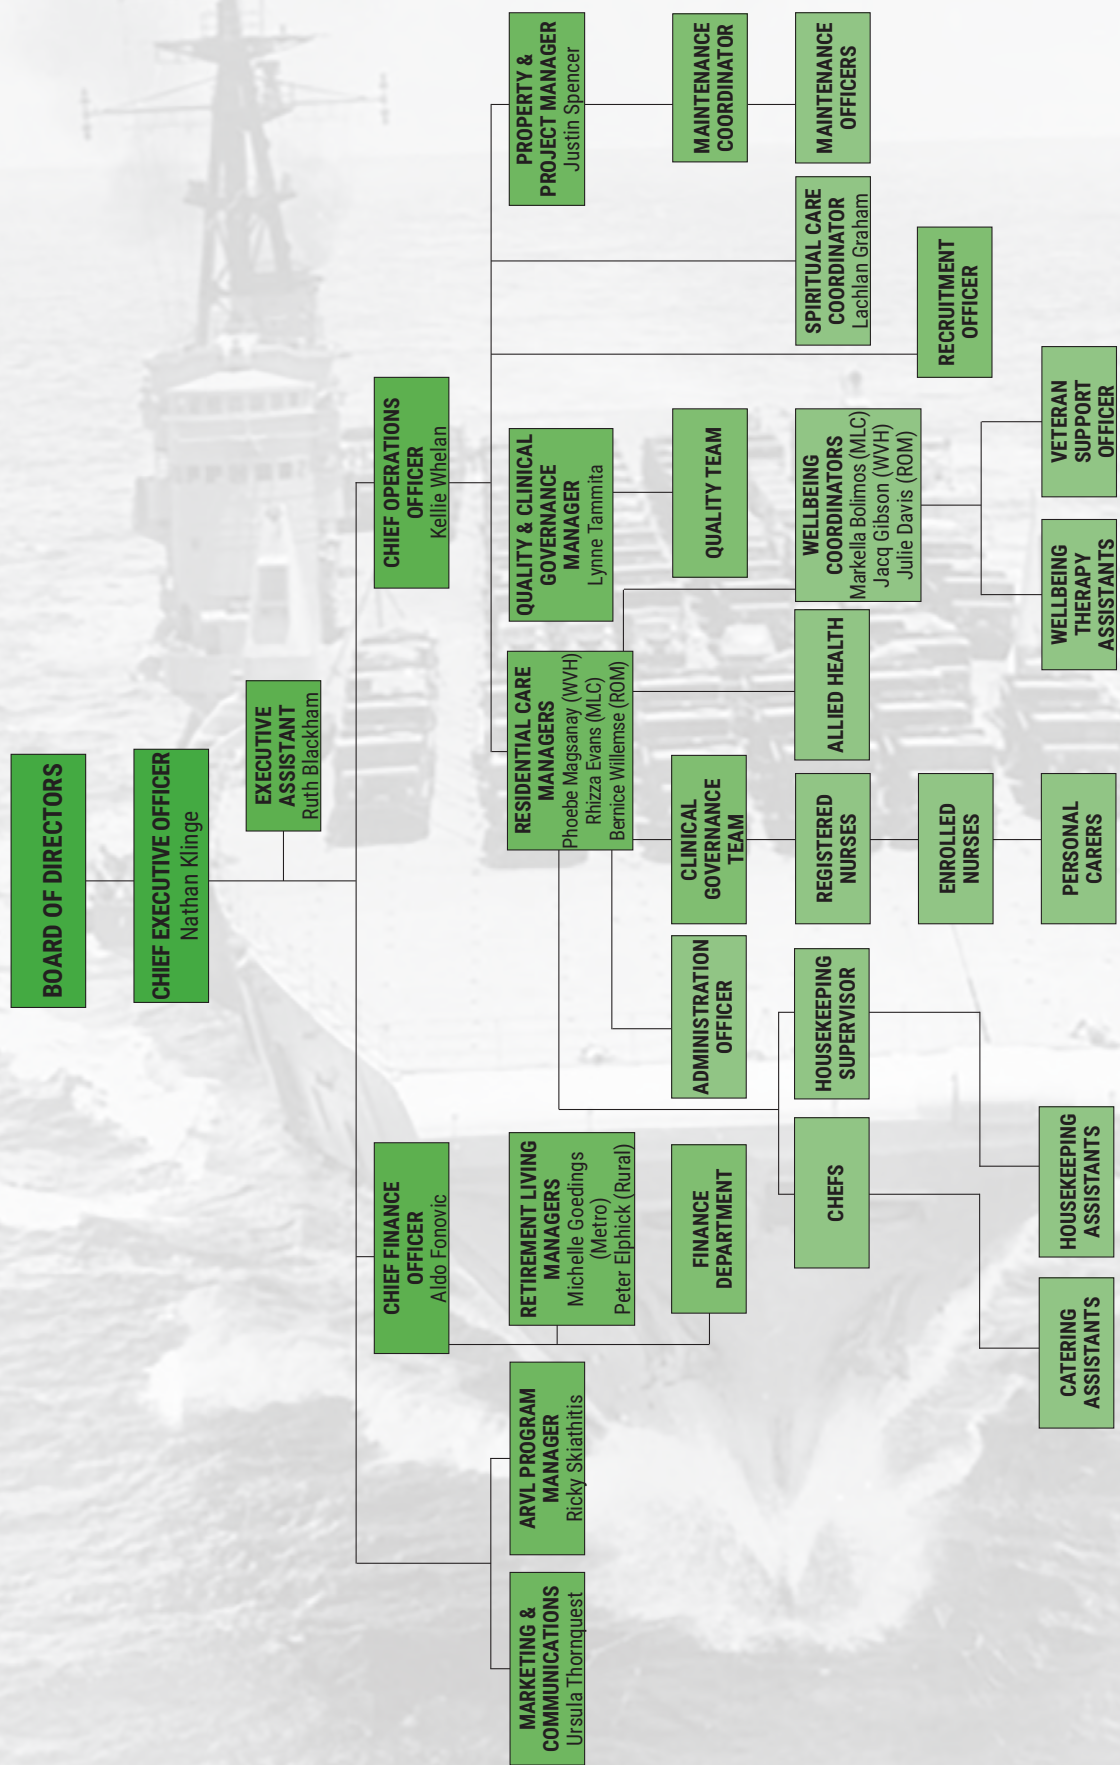 BOARD OF DIRECTORS
CHIEF EXECUTIVE OFFICER
Nathan Klinge
EXECUTIVE
ASSISTANT
Ruth Blackham
CHIEF FINANCE
OFFICER
Aldo Fonovic
CHIEF OPERATIONS
OFFICER
Kellie Whelan
MARKETING &
COMMUNICATIONS
Ursula Thornquest
ARVL PROGRAM
MANAGER
Ricky Skiathitis
RETIREMENT LIVING
MANAGERS
Michelle Goedings
(Metro)
Peter Elphick (Rural)
RESIDENTIAL CARE
MANAGERS
Phoebe Magsanay (WVH)
Rhizza Evans (MLC)
Bernice Willemse (ROM)
QUALITY & CLINICAL
GOVERNANCE
MANAGER
Lynne Tammita
PROPERTY &
PROJECT MANAGER
Justin Spencer
FINANCE
DEPARTMENT
ADMINISTRATION
OFFICER
CLINICAL
GOVERNANCE
TEAM
QUALITY TEAM
MAINTENANCE
COORDINATOR
CHEFS
HOUSEKEEPING
SUPERVISOR
REGISTERED
NURSES
ALLIED HEALTH
WELLBEING
COORDINATORS
Markella Bolimos (MLC)
Jacq Gibson (WVH)
Julie Davis (ROM)
SPIRITUAL CARE
COORDINATOR
Lachlan Graham
MAINTENANCE
OFFICERS
ENROLLED
NURSES
RECRUITMENT
OFFICER
CATERING
ASSISTANTS
HOUSEKEEPING
ASSISTANTS
PERSONAL
CARERS
WELLBEING
THERAPY
ASSISTANTS
VETERAN
SUPPORT
OFFICER